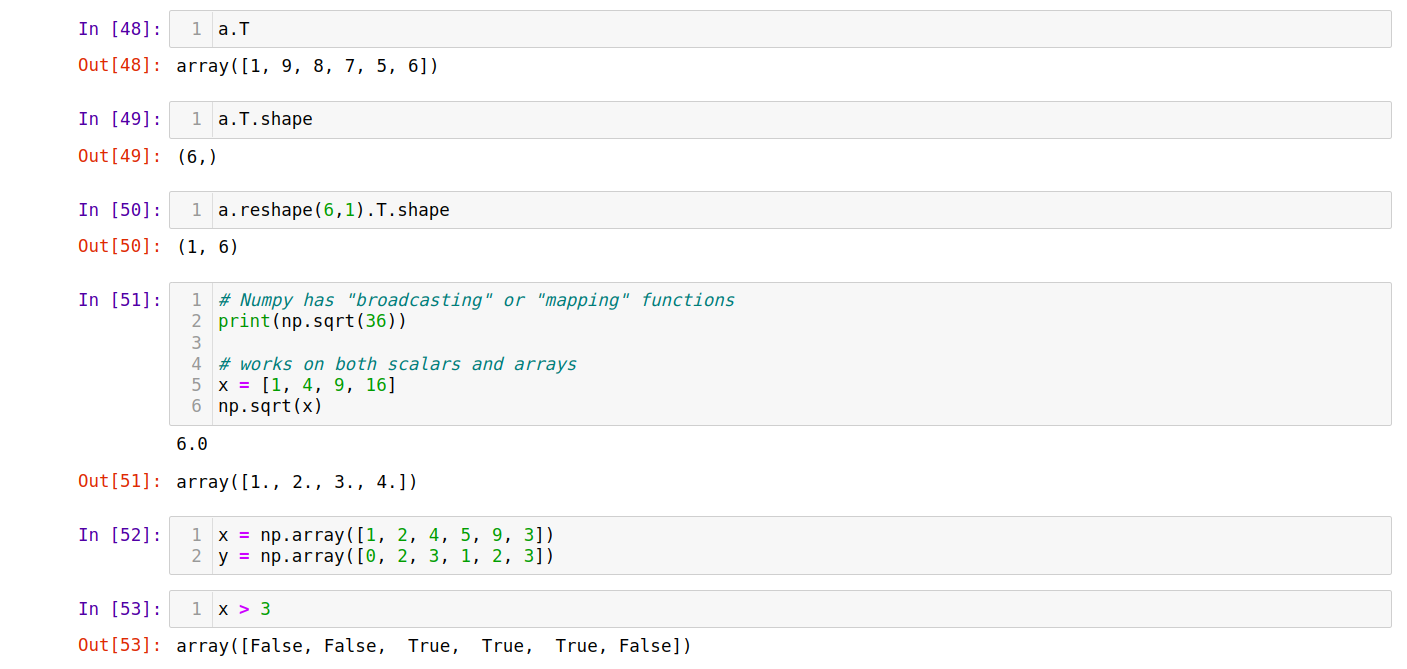 In [48]: 1 a.T
Out[48]: array([1, 9, 8, 7, 5, 6])
In [49]: 1 a.T.shape
Out[49]: (6,)
In [50]: 1 a.reshape(6,1).T.shape
Out[50]: (1, 6)
In [51]: 1 # Numpy has "broadcasting" or "mapping" functions
2 print(np.sqrt(36))
3
4 # works on both scalars and arrays
5 x = [1, 4, 9, 16]
6 np.sqrt(x)
6.0
Out[51]: array([1., 2., 3., 4.])
In [52]: 1 x = np.array([1, 2, 4, 5, 9, 3])
2 y = np.array([0, 2, 3, 1, 2, 3])
In [53]: 1 x > 3
Out[53]: array([False, False,  True,  True,  True, False])